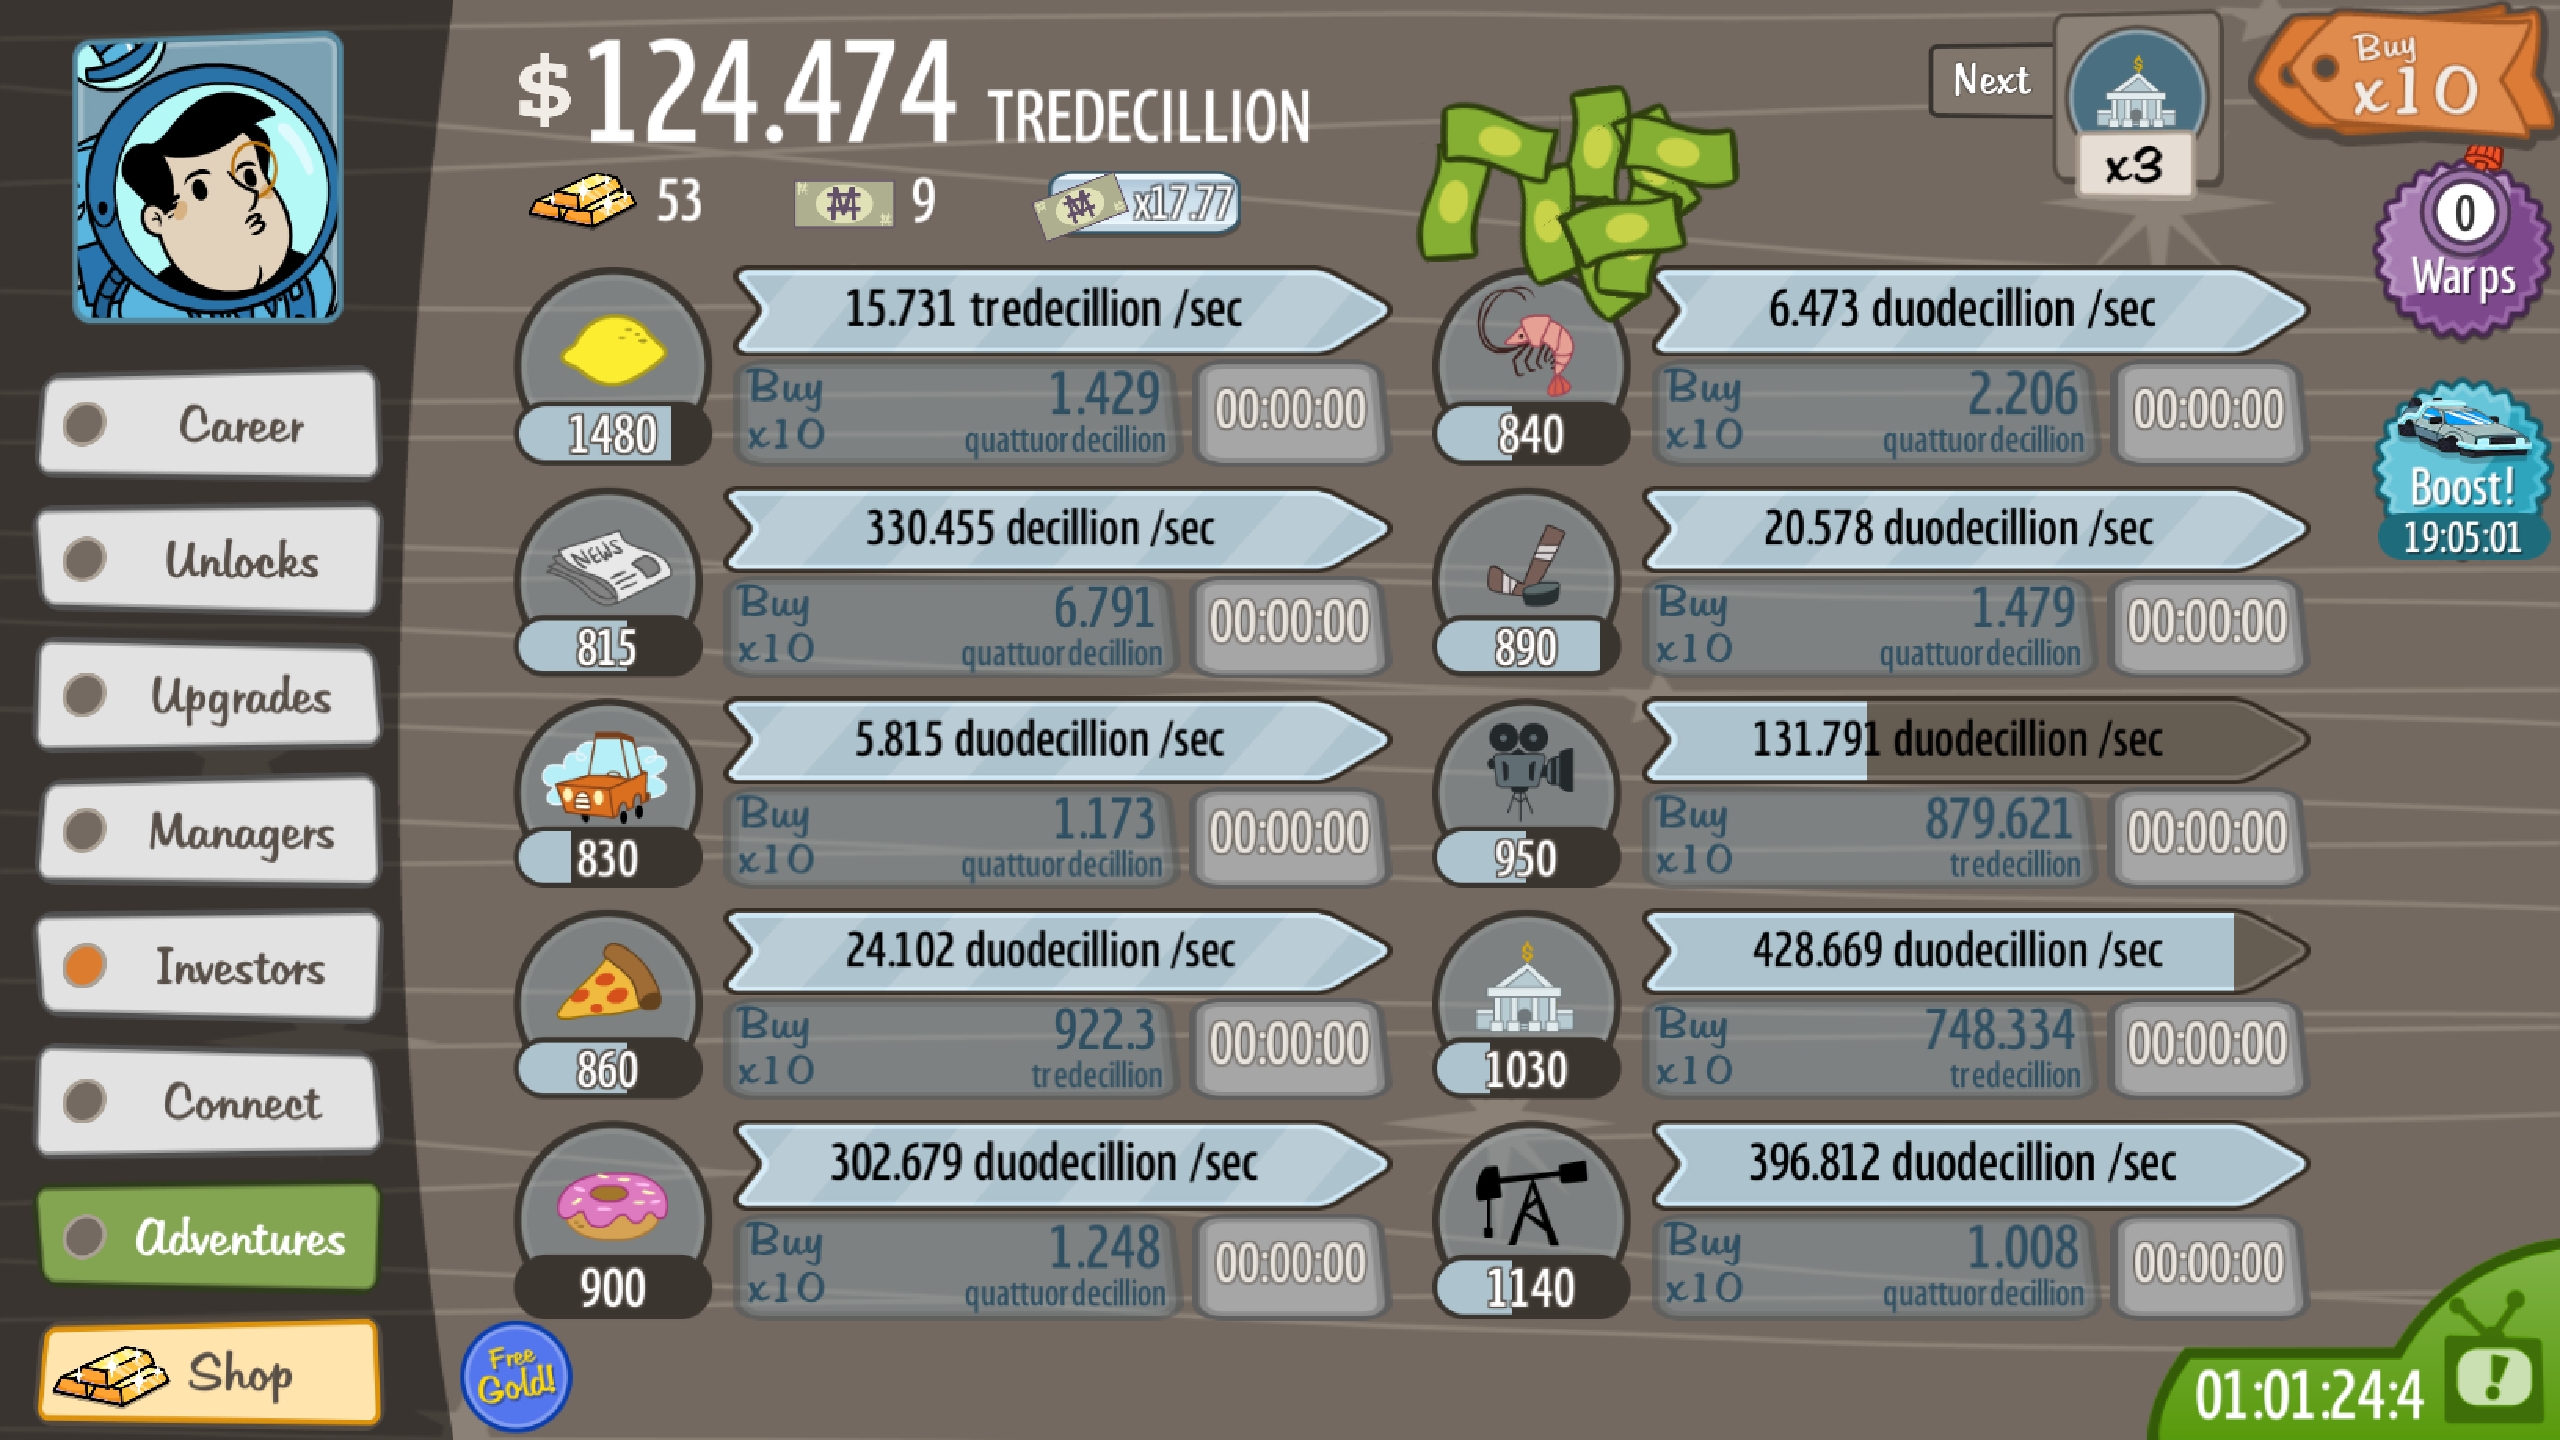 $124.474 TREDECILLION
53
9
x17.77
Next
x3
Buy
x10
0
Warps
Boost!
19:05:01
Career
Unlocks
Upgrades
Managers
Investors
Connect
Adventures
Shop
15.731 tredecillion /sec
1480
Buy
x10
1.429
quattuordecillion
00:00:00
6.473 duodecillion /sec
840
Buy
x10
2.206
quattuordecillion
00:00:00
NEWS
330.455 decillion /sec
815
Buy
x10
6.791
quattuordecillion
00:00:00
20.578 duodecillion /sec
890
Buy
x10
1.479
quattuordecillion
00:00:00
5.815 duodecillion /sec
830
Buy
x10
1.173
quattuordecillion
00:00:00
131.791 duodecillion /sec
950
Buy
x10
879.621
tredecillion
00:00:00
24.102 duodecillion /sec
860
Buy
x10
922.3
tredecillion
00:00:00
428.669 duodecillion /sec
1030
Buy
x10
748.334
tredecillion
00:00:00
302.679 duodecillion /sec
900
Buy
x10
1.248
quattuordecillion
00:00:00
396.812 duodecillion /sec
1140
Buy
x10
1.008
quattuordecillion
00:00:00
Free
Gold!
01:01:24:4
!